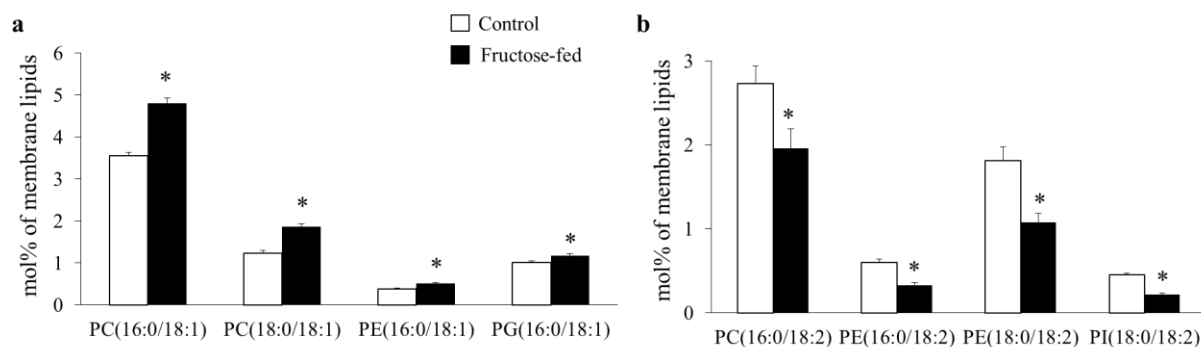 a
Control
Fructose-fed
mol% of membrane lipids
6
5
4
3
2
1
0
*
*
*
*
PC(16:0/18:1) PC(18:0/18:1) PE(16:0/18:1) PG(16:0/18:1)
b
mol% of membrane lipids
3
2
1
0
*
*
*
*
PC(16:0/18:2) PE(16:0/18:2) PE(18:0/18:2) PI(18:0/18:2)